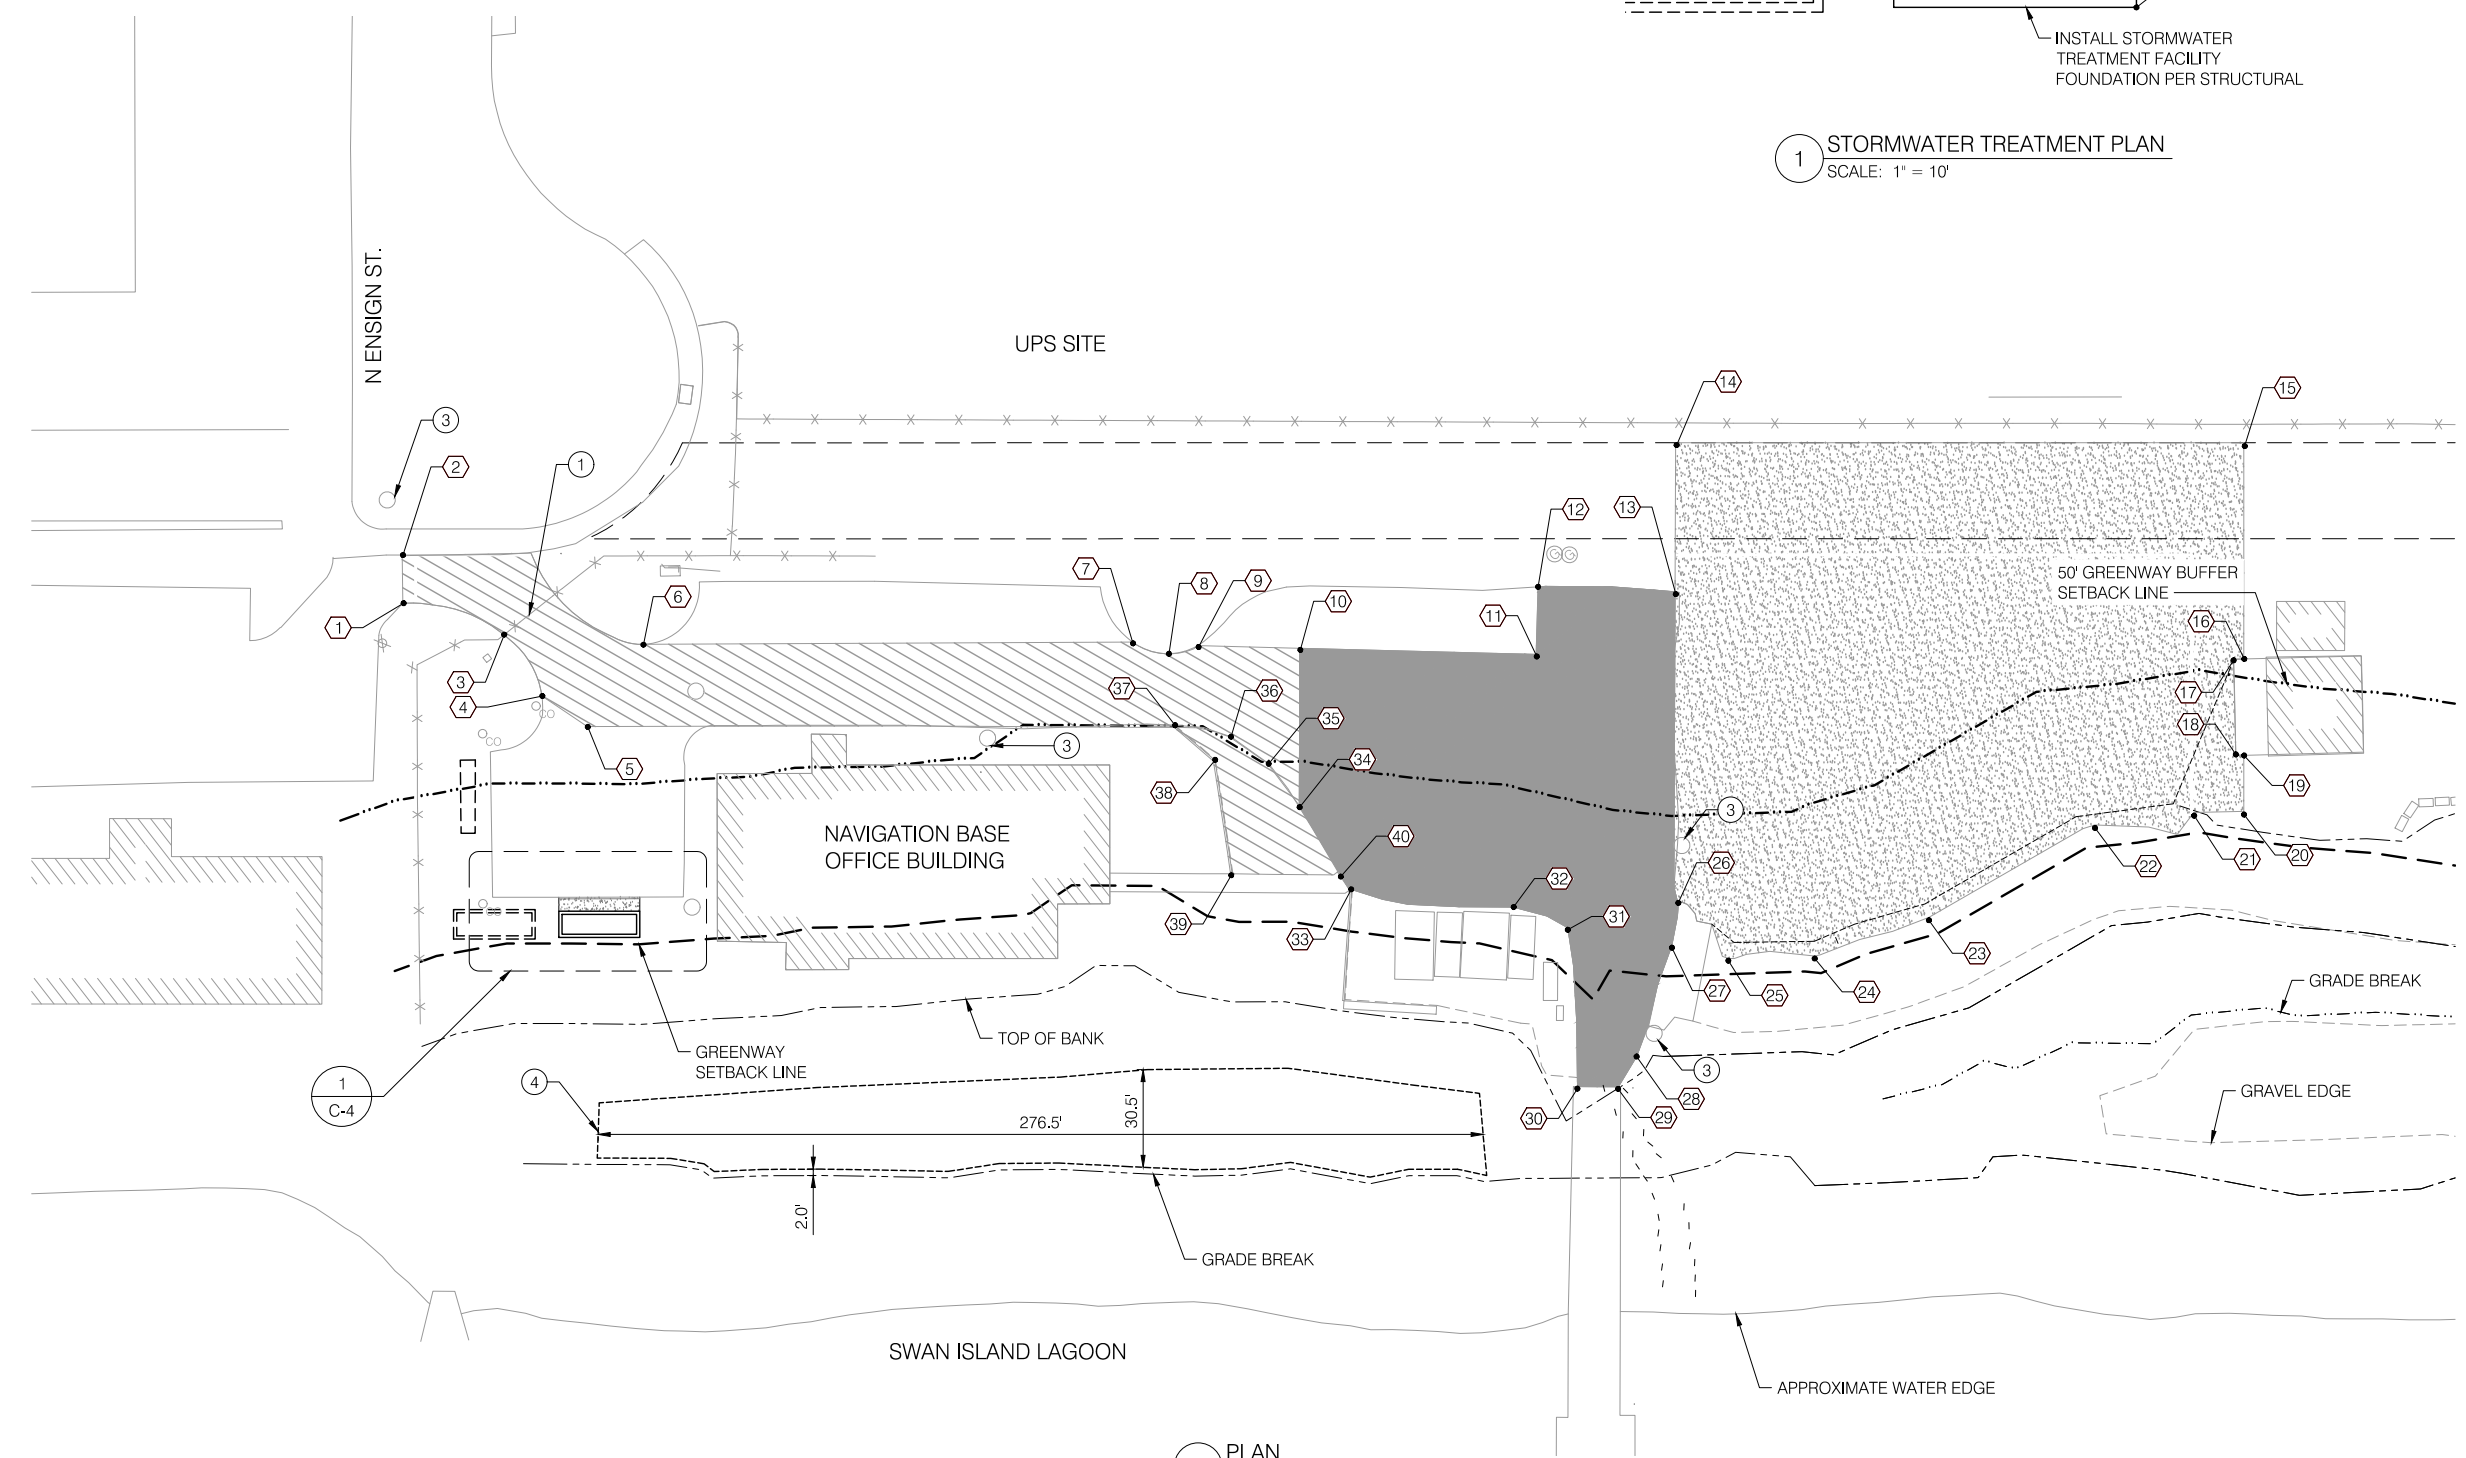 INSTALL STORMWATER
TREATMENT FACILITY
FOUNDATION PER STRUCTURAL
1
STORMWATER TREATMENT PLAN
SCALE: 1" = 10'
N ENSIGN ST.
UPS SITE
14
15
3
2
1
12
13
50' GREENWAY BUFFER
SETBACK LINE
7
8
9
6
10
11
16
1
3
4
37
36
35
17
18
5
3
34
38
19
3
NAVIGATION BASE
OFFICE BUILDING
40
26
22
21
20
32
31
39
33
27
25
24
23
CO
CO
CO
GRADE BREAK
TOP OF BANK
GREENWAY
SETBACK LINE
1
C-4
4
3
28
29
30
GRAVEL EDGE
276.5'
30.5'
2.0'
GRADE BREAK
SWAN ISLAND LAGOON
APPROXIMATE WATER EDGE
PLAN